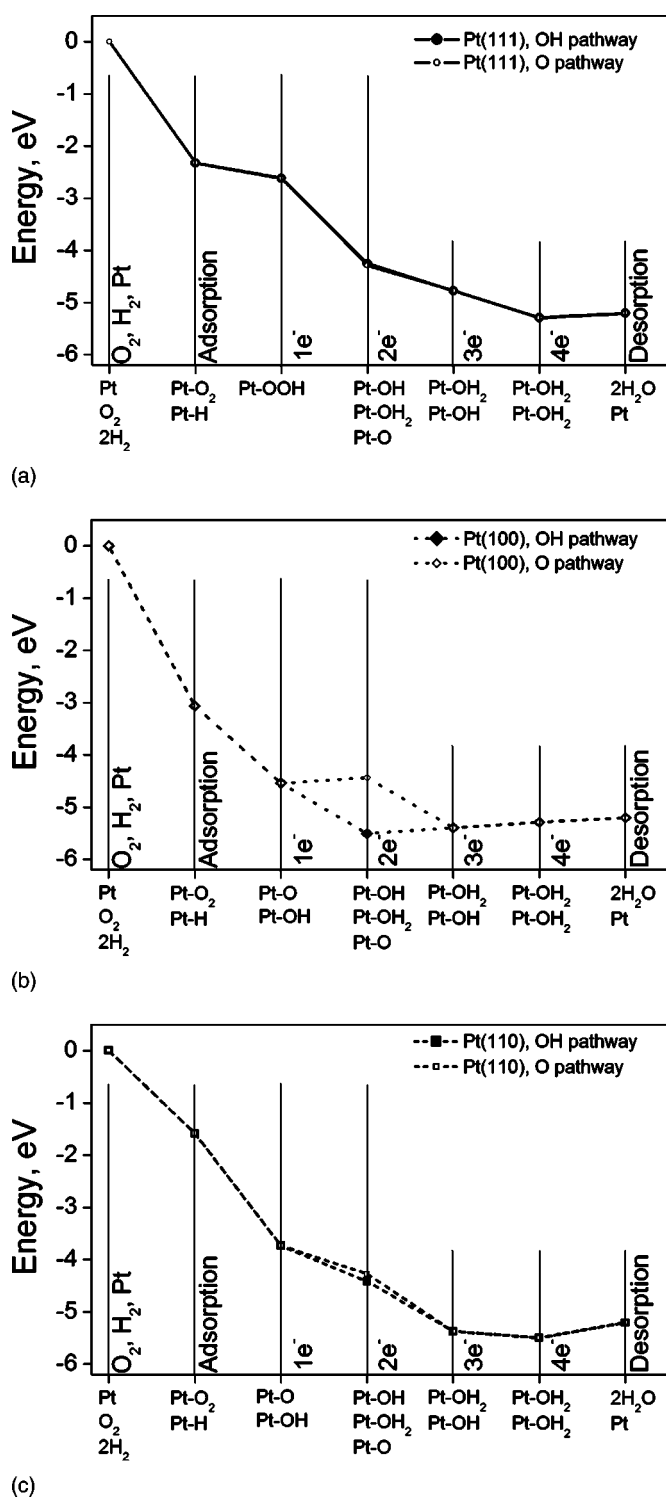 Pt(111), OH pathway
Pt(111), O pathway
Energy, eV
0
-1
-2
-3
-4
-5
-6
O₂, H₂, Pt
Adsorption
1e⁻
2e⁻
3e⁻
4e⁻
Desorption
Pt Pt-O₂ Pt-OOH Pt-OH Pt-OH₂ Pt-OH₂ 2H₂O
O₂ Pt-H Pt-OH₂ Pt-OH Pt-OH₂ Pt
2H₂ Pt-O
(a)
Pt(100), OH pathway
Pt(100), O pathway
Energy, eV
0
-1
-2
-3
-4
-5
-6
O₂, H₂, Pt
Adsorption
1e⁻
2e⁻
3e⁻
4e⁻
Desorption
Pt Pt-O₂ Pt-O Pt-OH Pt-OH₂ Pt-OH₂ 2H₂O
O₂ Pt-H Pt-OH Pt-OH₂ Pt-OH Pt-OH₂ Pt
2H₂ Pt-O
(b)
Pt(110), OH pathway
Pt(110), O pathway
Energy, eV
0
-1
-2
-3
-4
-5
-6
O₂, H₂, Pt
Adsorption
1e⁻
2e⁻
3e⁻
4e⁻
Desorption
Pt Pt-O₂ Pt-O Pt-OH Pt-OH₂ Pt-OH₂ 2H₂O
O₂ Pt-H Pt-OH Pt-OH₂ Pt-OH Pt-OH₂ Pt
2H₂ Pt-O
(c)